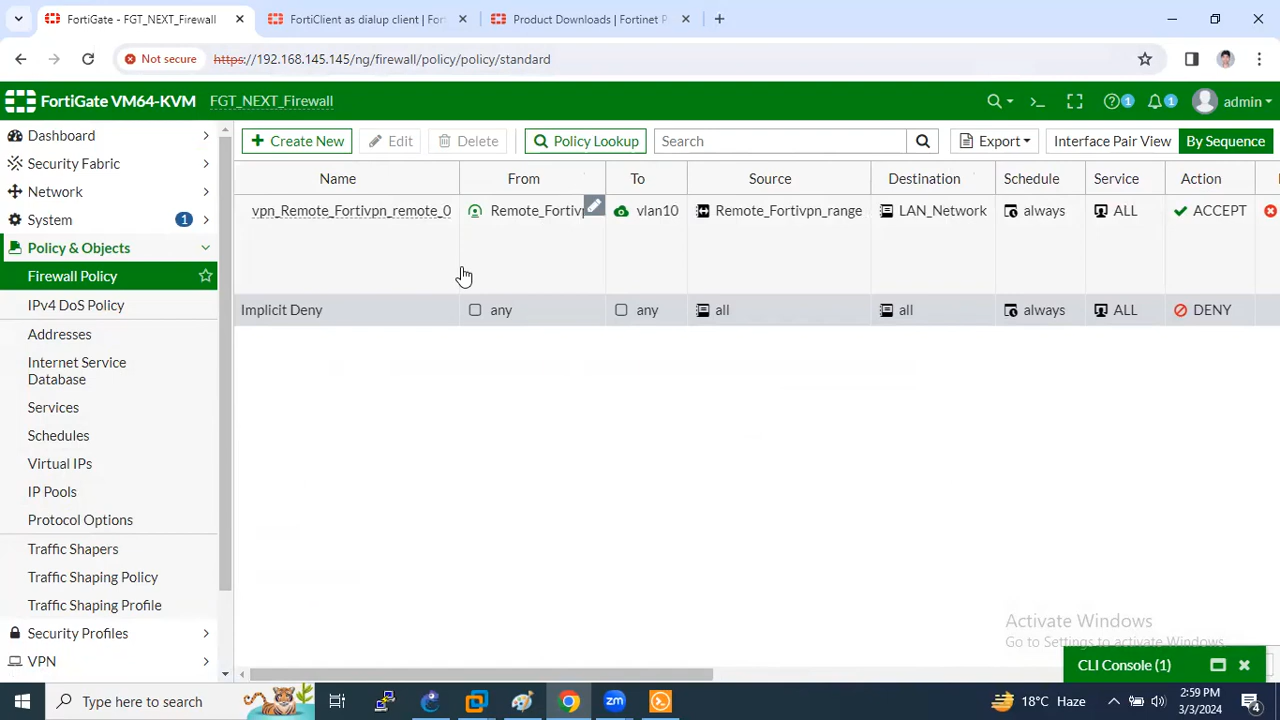 FortiGate - FGT_NEXT_Firewall
FortiClient as dialup client | Fort
Product Downloads | Fortinet P
Not secure
https://192.168.145.145/ng/firewall/policy/policy/standard
FortiGate VM64-KVM
FGT_NEXT_Firewall
1
1
admin
Dashboard
Security Fabric
Network
System
1
Policy & Objects
Firewall Policy
IPv4 DoS Policy
Addresses
Internet Service
Database
Services
Schedules
Virtual IPs
IP Pools
Protocol Options
Traffic Shapers
Traffic Shaping Policy
Traffic Shaping Profile
Security Profiles
VPN
Create New
Edit
Delete
Policy Lookup
Search
Export
Interface Pair View
By Sequence
Name From To Source Destination Schedule Service Action
vpn_Remote_Fortivpn_remote_0 Remote_Fortivp vlan10 Remote_Fortivpn_range LAN_Network always ALL ACCEPT
Implicit Deny any any all all always ALL DENY
Activate Windows
Go to Settings to activate Windows.
CLI Console (1)
Type here to search
zm
18°C Haze
2:59 PM
3/3/2024
4